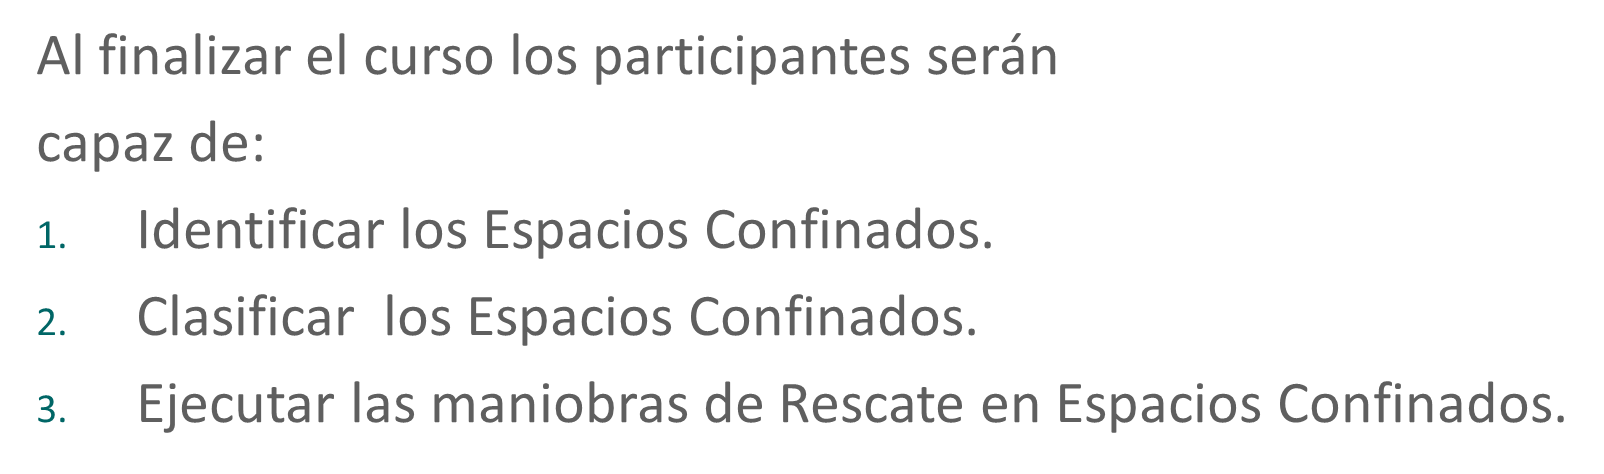 Al finalizar el curso los participantes serán
capaz de:
1. Identificar los Espacios Confinados.
2. Clasificar  los Espacios Confinados.
3. Ejecutar las maniobras de Rescate en Espacios Confinados.